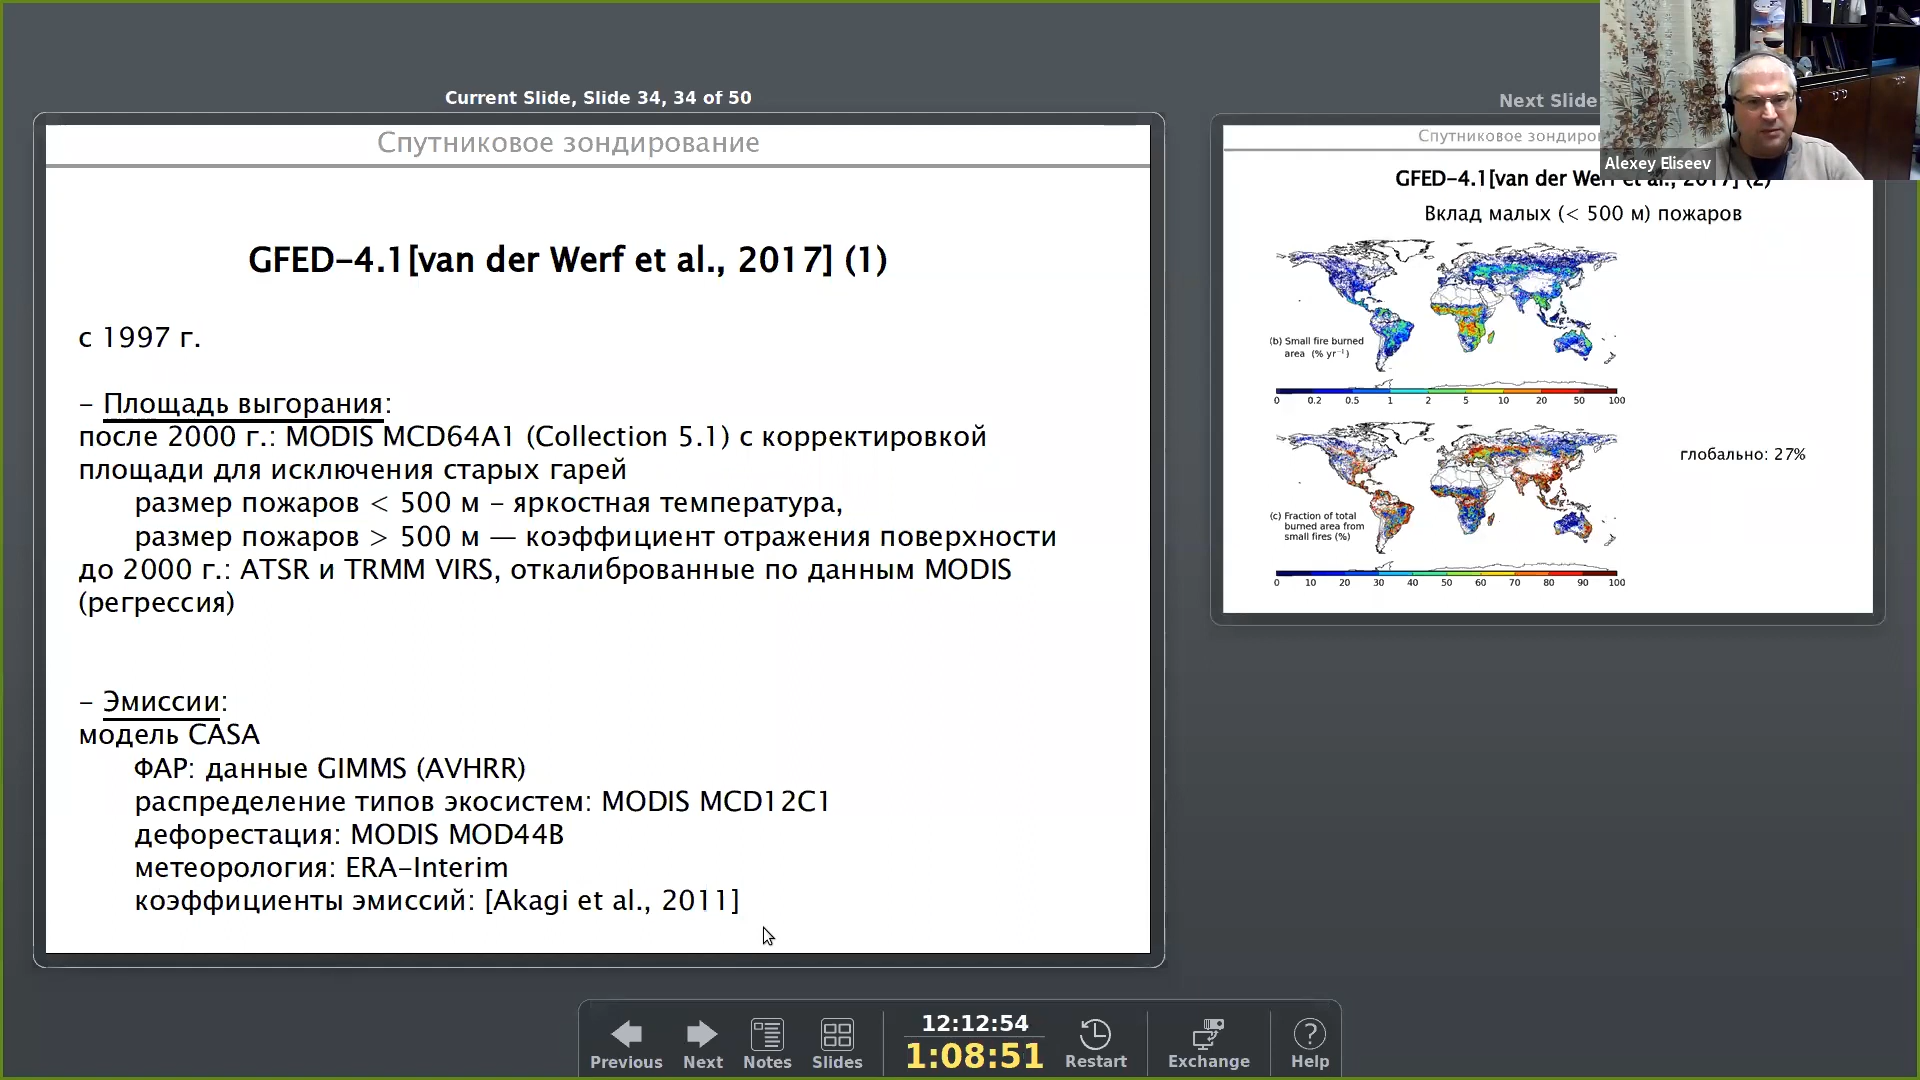 Current Slide, Slide 34, 34 of 50
Спутниковое зондирование
GFED-4.1[van der Werf et al., 2017] (1)
с 1997 г.
– Площадь выгорания:
после 2000 г.: MODIS MCD64A1 (Collection 5.1) с корректировкой
площади для исключения старых гарей
размер пожаров < 500 м – яркостная температура,
размер пожаров > 500 м — коэффициент отражения поверхности
до 2000 г.: ATSR и TRMM VIRS, откалиброванные по данным MODIS
(регрессия)
– Эмиссии:
модель CASA
ФАР: данные GIMMS (AVHRR)
распределение типов экосистем: MODIS MCD12C1
дефорестация: MODIS MOD44B
метеорология: ERA-Interim
коэффициенты эмиссий: [Akagi et al., 2011]
Next Slide
Alexey Eliseev
Спутниковое зондиров
GFED-4.1[van der Werf et al., 2017] (2)
Вклад малых (< 500 м) пожаров
(b) Small fire burned
area (% yr⁻¹)
0 0.2 0.5 1 2 5 10 20 50 100
глобально: 27%
(c) Fraction of total
burned area from
small fires (%)
0 10 20 30 40 50 60 70 80 90 100
Previous
Next
Notes
Slides
12:12:54
1:08:51
Restart
Exchange
Help